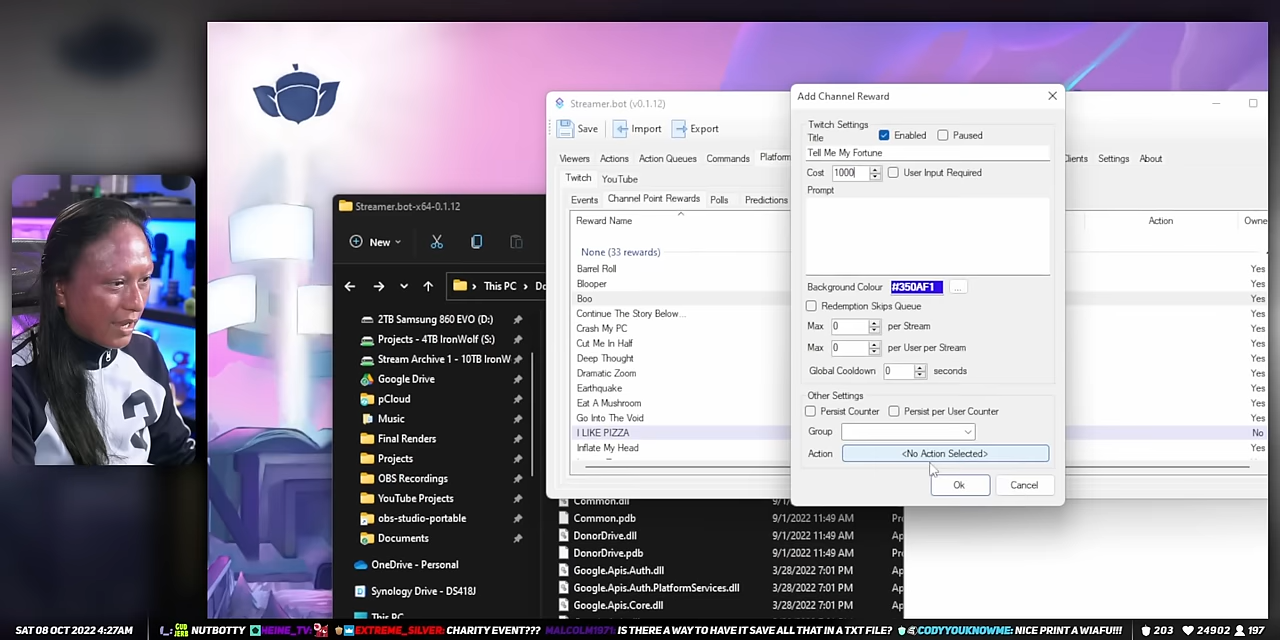 Add Channel Reward
Twitch Settings
Title
Enabled
Paused
Tell Me My Fortune
Cost
1000
User Input Required
Prompt
Background Colour
#350AF1
...
Redemption Skips Queue
Max
0
per Stream
Max
0
per User per Stream
Global Cooldown
0
seconds
Other Settings
Persist Counter
Persist per User Counter
Group
Action
<No Action Selected>
Ok
Cancel
Streamer.bot (v0.1.12)
Save
Import
Export
Viewers
Actions
Action Queues
Commands
Platform
Clients
Settings
About
Twitch
YouTube
Events
Channel Point Rewards
Polls
Predictions
Reward Name
Action
Owne
None (33 rewards)
Barrel Roll
Yes
Blooper
Yes
Boo
Yes
Continue The Story Below...
Yes
Crash My PC
Yes
Cut Me In Half
Yes
Deep Thought
Yes
Dramatic Zoom
Yes
Earthquake
Yes
Eat A Mushroom
Yes
Go Into The Void
Yes
I LIKE PIZZA
No
Inflate My Head
Yes
Streamer.bot-x64-0.1.12
New
This PC
Do
2TB Samsung 860 EVO (D:)
Projects - 4TB IronWolf (S:)
Stream Archive 1 - 10TB IronW
Google Drive
pCloud
Music
Final Renders
Projects
OBS Recordings
YouTube Projects
obs-studio-portable
Documents
OneDrive - Personal
Synology Drive - DS418J
This PC
Common.dll
Common.pdb
9/1/2022 11:49 AM
Pr
DonorDrive.dll
9/1/2022 11:49 AM
Ap
DonorDrive.pdb
9/1/2022 11:49 AM
Pr
Google.Apis.Auth.dll
3/28/2022 7:01 PM
Ap
Google.Apis.Auth.PlatformServices.dll
3/28/2022 7:01 PM
Ap
Google.Apis.Core.dll
3/28/2022 7:01 PM
Ap
3
SAT 08 OCT 2022 4:27AM
NUTBOTTY
HEINE_TV:
EXTREME_SILVER: CHARITY EVENT???
MALCOLM1971: IS THERE A WAY TO HAVE IT SAVE ALL THAT IN A TXT FILE?
CODYYOUKNOWME: NICE PRINT A WIAFU!!!
203
24902
197